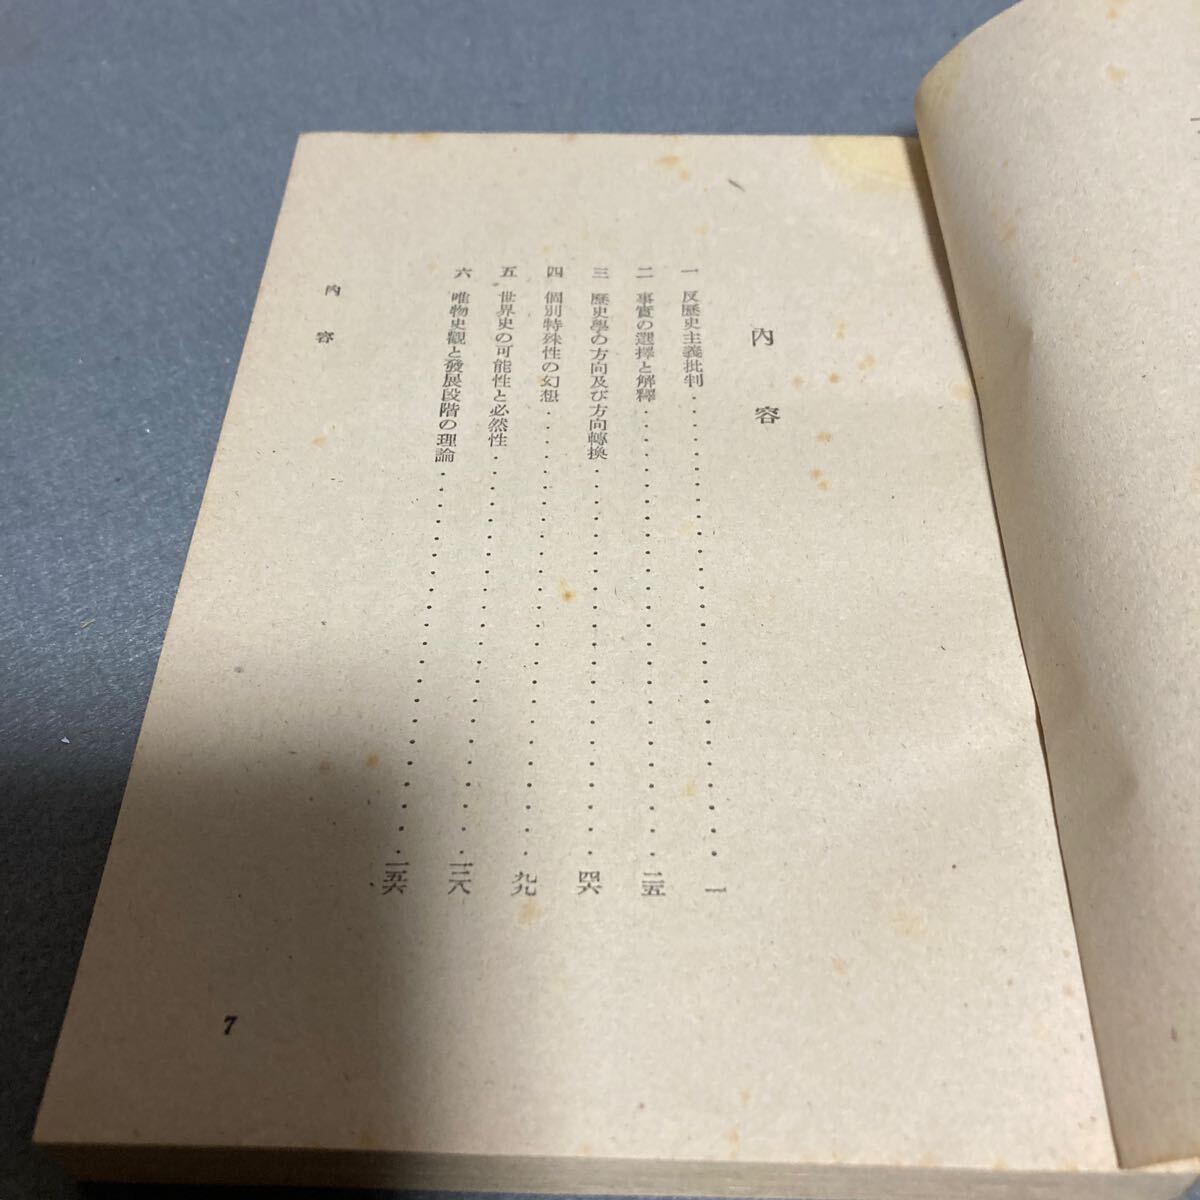 內容
一 反歷史主義批判・・・・・・・・・・・・・・・・・・・・一
二 事實の選擇と解釋・・・・・・・・・・・・・・・・・・・・二五
三 歷史學の方向及び方向轉換・・・・・・・・・・・・・・・・・・四六
四 個別特殊性の幻想・・・・・・・・・・・・・・・・・・・・九九
五 世界史の可能性と必然性・・・・・・・・・・・・・・・・・・一三八
六 唯物史觀と發展段階の理論・・・・・・・・・・・・・・・・・一五六
內容
7